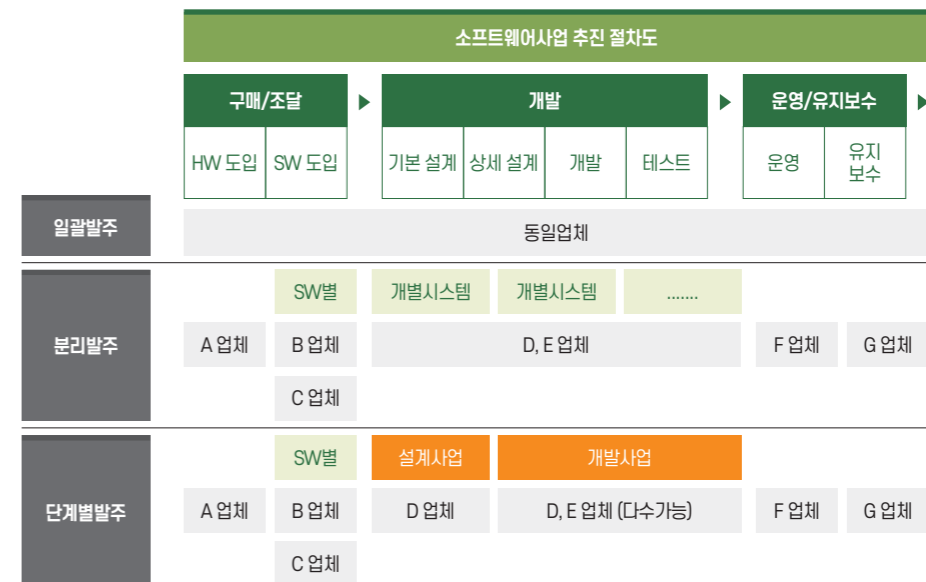 소프트웨어사업 추진 절차도
구매/조달 ▶ 개발 ▶ 운영/유지보수 ▶
HW 도입 SW 도입 기본 설계 상세 설계 개발 테스트 운영 유지
보수
일괄발주 동일업체
SW별 개별시스템 개별시스템 .......
분리발주 A 업체 B 업체 D, E 업체 F 업체 G 업체
C 업체
SW별 설계사업 개발사업
단계별발주 A 업체 B 업체 D 업체 D, E 업체 (다수가능) F 업체 G 업체
C 업체